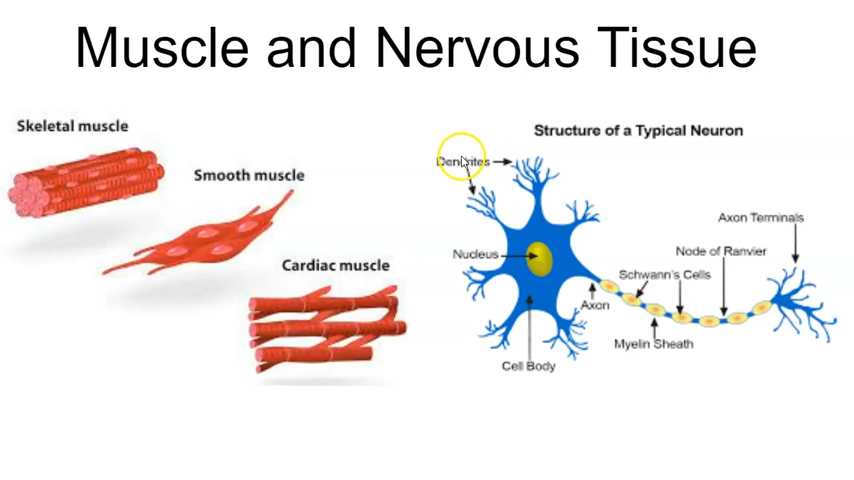 Muscle and Nervous Tissue
Skeletal muscle
Smooth muscle
Cardiac muscle
Structure of a Typical Neuron
Dendrites
Nucleus
Cell Body
Axon
Schwann's Cells
Myelin Sheath
Node of Ranvier
Axon Terminals